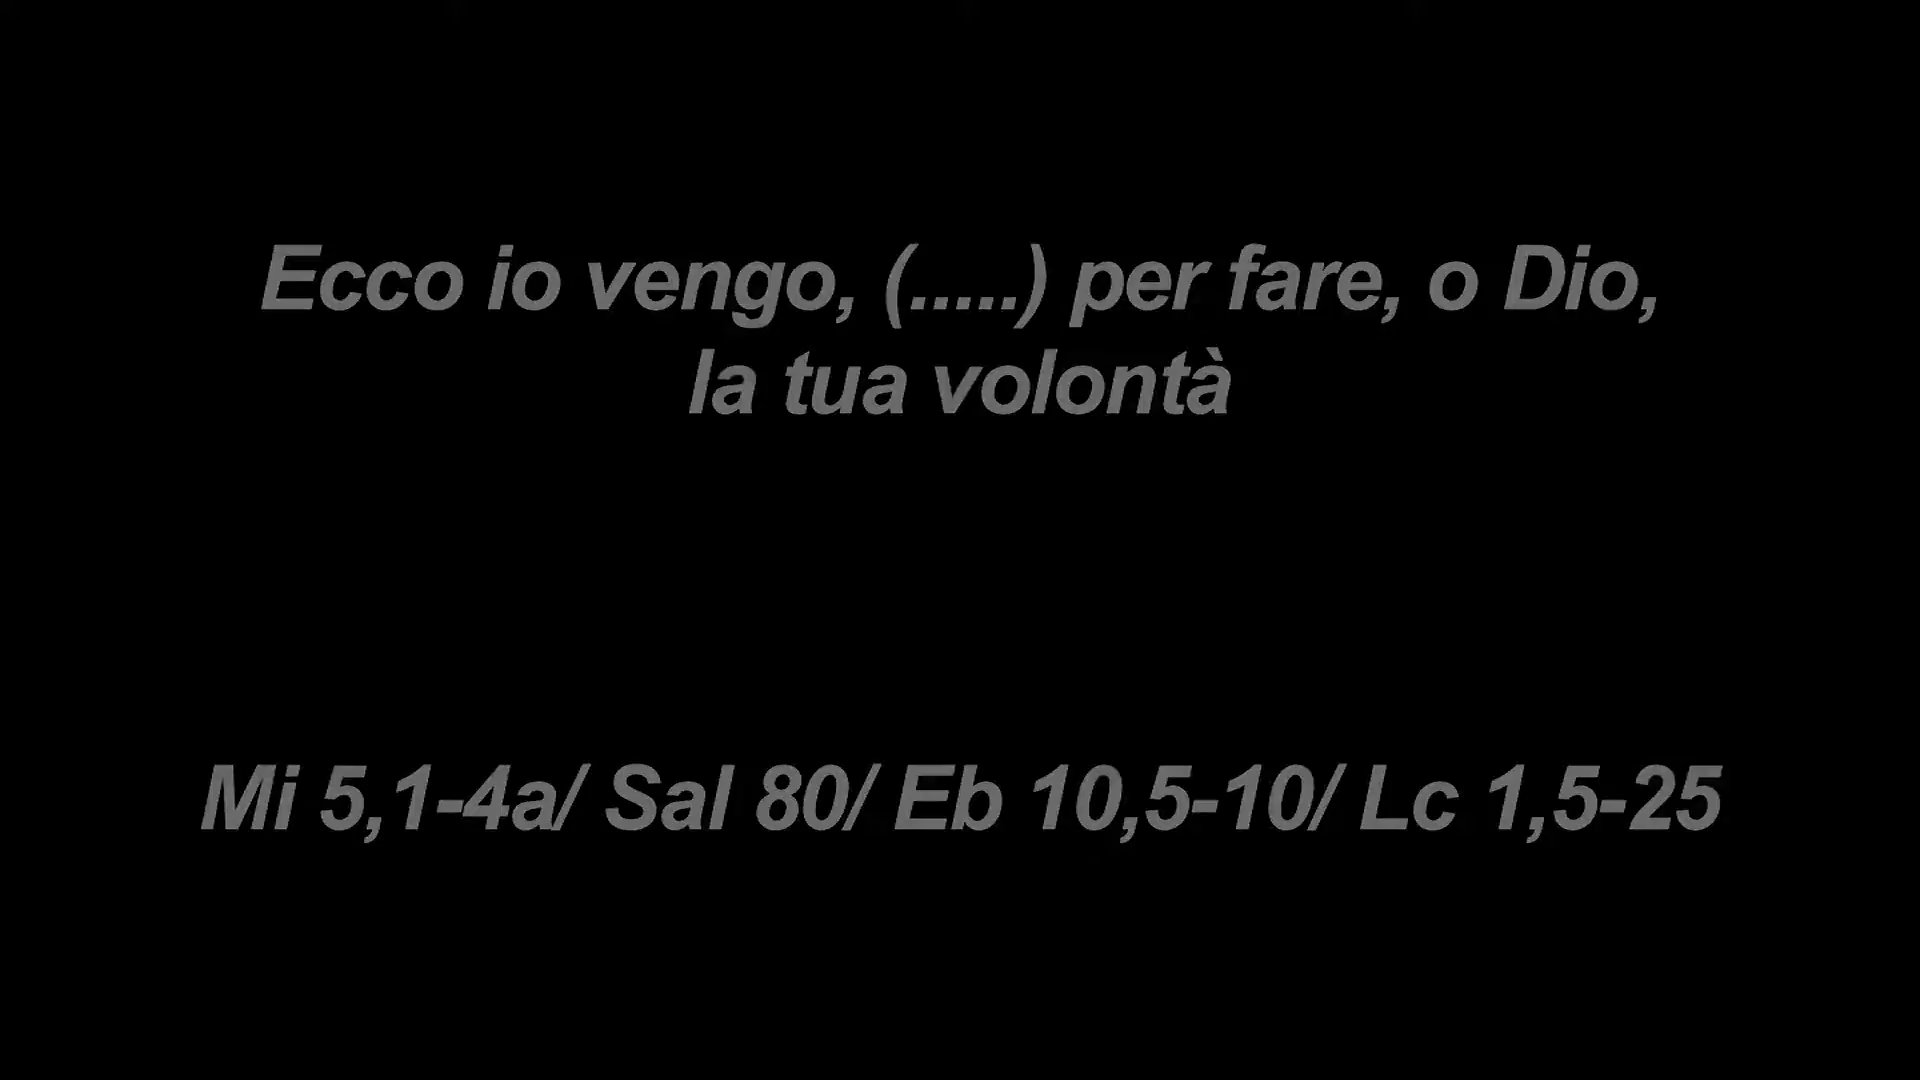 Ecco io vengo, (.....) per fare, o Dio,
la tua volontà
Mi 5,1-4a/ Sal 80/ Eb 10,5-10/ Lc 1,5-25